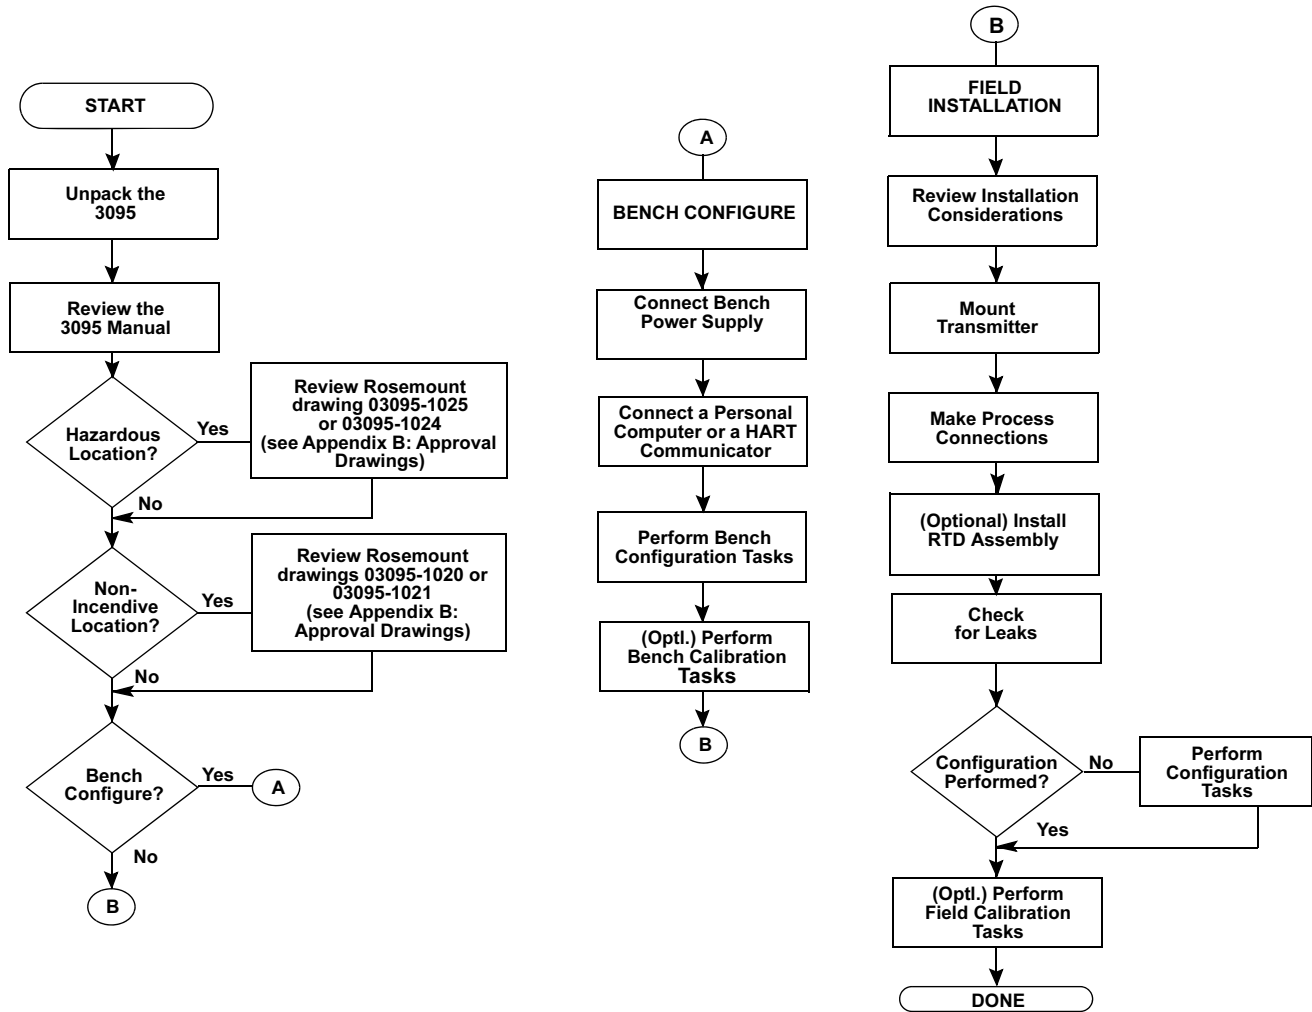 START
Unpack the
3095
Review the
3095 Manual
Hazardous
Location?
Yes
Review Rosemount
drawing 03095-1025
or 03095-1024
(see Appendix B: Approval
Drawings)
No
Non-
Incendive
Location?
Yes
Review Rosemount
drawings 03095-1020 or
03095-1021
(see Appendix B:
Approval Drawings)
No
Bench
Configure?
Yes
A
No
B
A
BENCH CONFIGURE
Connect Bench
Power Supply
Connect a Personal
Computer or a HART
Communicator
Perform Bench
Configuration Tasks
(Optl.) Perform
Bench Calibration
Tasks
B
B
FIELD
INSTALLATION
Review Installation
Considerations
Mount
Transmitter
Make Process
Connections
(Optional) Install
RTD Assembly
Check
for Leaks
Configuration
Performed?
No
Perform
Configuration
Tasks
Yes
(Optl.) Perform
Field Calibration
Tasks
DONE